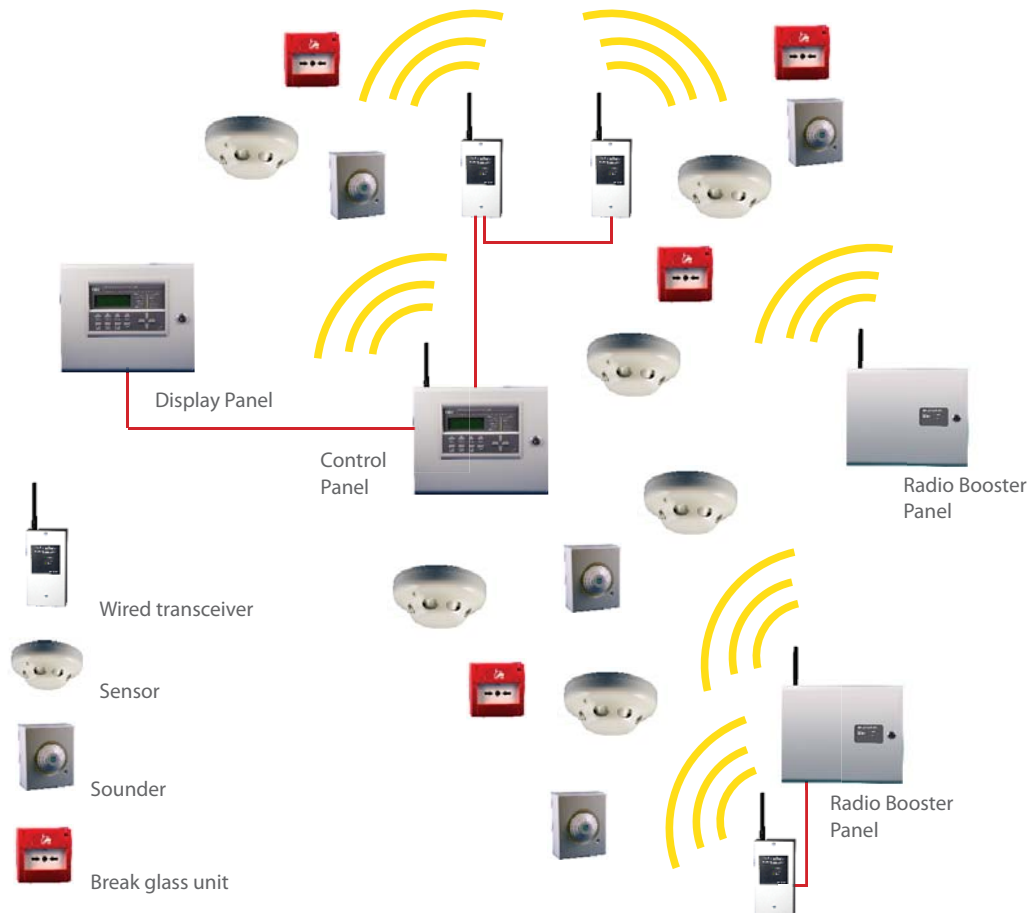 Display Panel
Control
Panel
Radio Booster
Panel
Wired transceiver
Sensor
Sounder
Radio Booster
Panel
Break glass unit